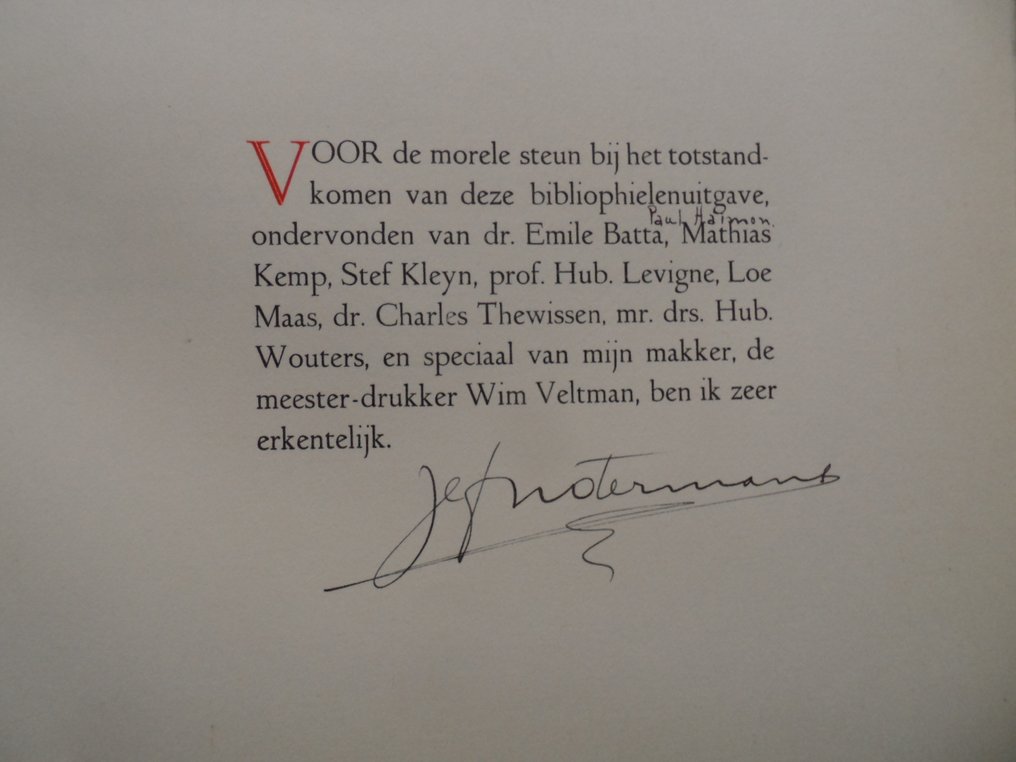 VOOR de morele steun bij het totstand-
komen van deze bibliophielenuitgave,
Paul Haimon
ondervonden van dr. Emile Batta, Mathias
Kemp, Stef Kleyn, prof. Hub. Levigne, Loe
Maas, dr. Charles Thewissen, mr. drs. Hub.
Wouters, en speciaal van mijn makker, de
meester-drukker Wim Veltman, ben ik zeer
erkentelijk.
Jef Notermans